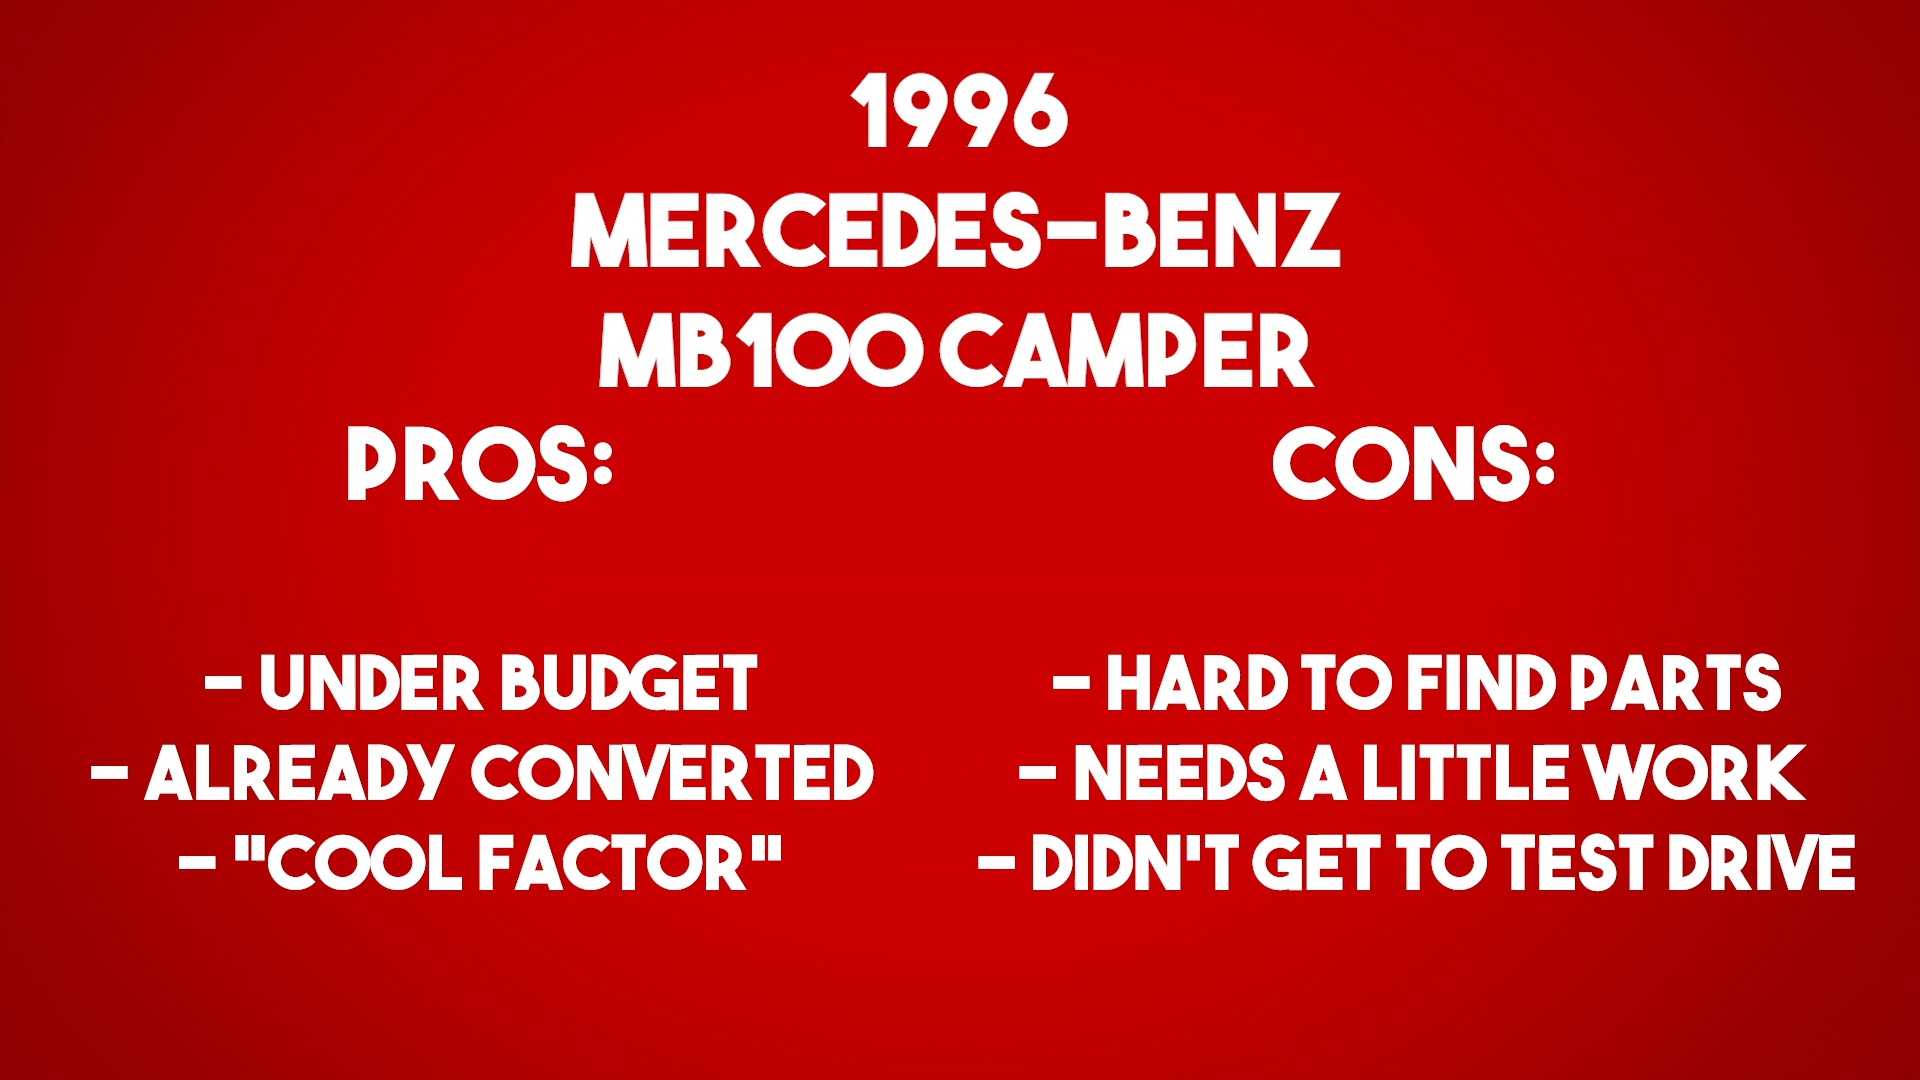 1996
MERCEDES-BENZ
MB100 CAMPER
PROS:
- UNDER BUDGET
- ALREADY CONVERTED
- "COOL FACTOR"
CONS:
- HARD TO FIND PARTS
- NEEDS A LITTLE WORK
- DIDN'T GET TO TEST DRIVE